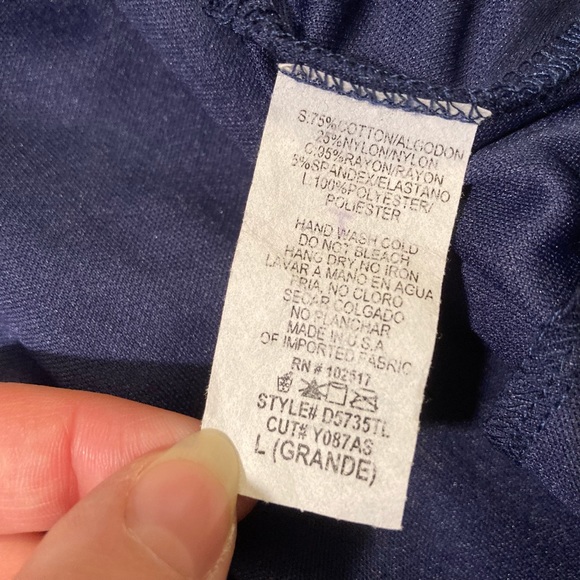 S:75%COTTON/ALGODON
25%NYLON/NYLON
C:95%RAYON/RAYON
5%SPANDEX/ELASTANO
L:100%POLYESTER/
POLIESTER
HAND WASH COLD
DO NOT BLEACH
HANG DRY, NO IRON
LAVAR A MANO EN AGUA
FRIA, NO CLORO
SECAR COLGADO
NO PLANCHAR
MADE IN U.S.A
OF IMPORTED FABRIC
RN # 102617
STYLE# D5735TL
CUT# Y087AS
L (GRANDE)